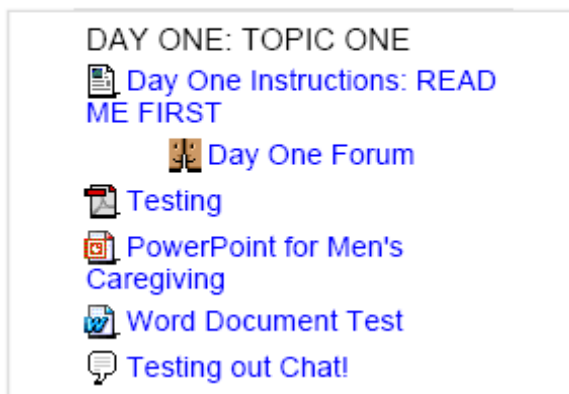 DAY ONE: TOPIC ONE
Day One Instructions: READ
ME FIRST
Day One Forum
Testing
PowerPoint for Men's
Caregiving
Word Document Test
Testing out Chat!